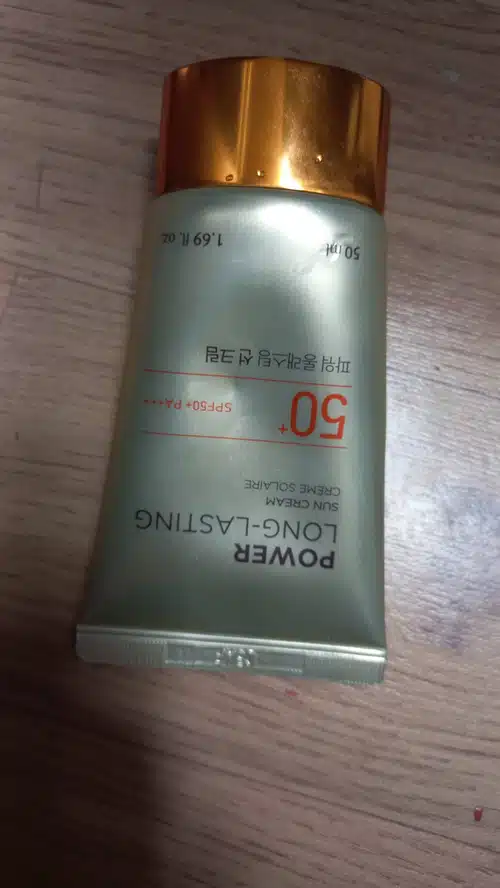 POWER
LONG-LASTING
SUN CREAM
CRÈME SOLAIRE
50+
SPF50+ PA+++
파워 롱래스팅 선 크림
50 ml
1.69 fl. oz